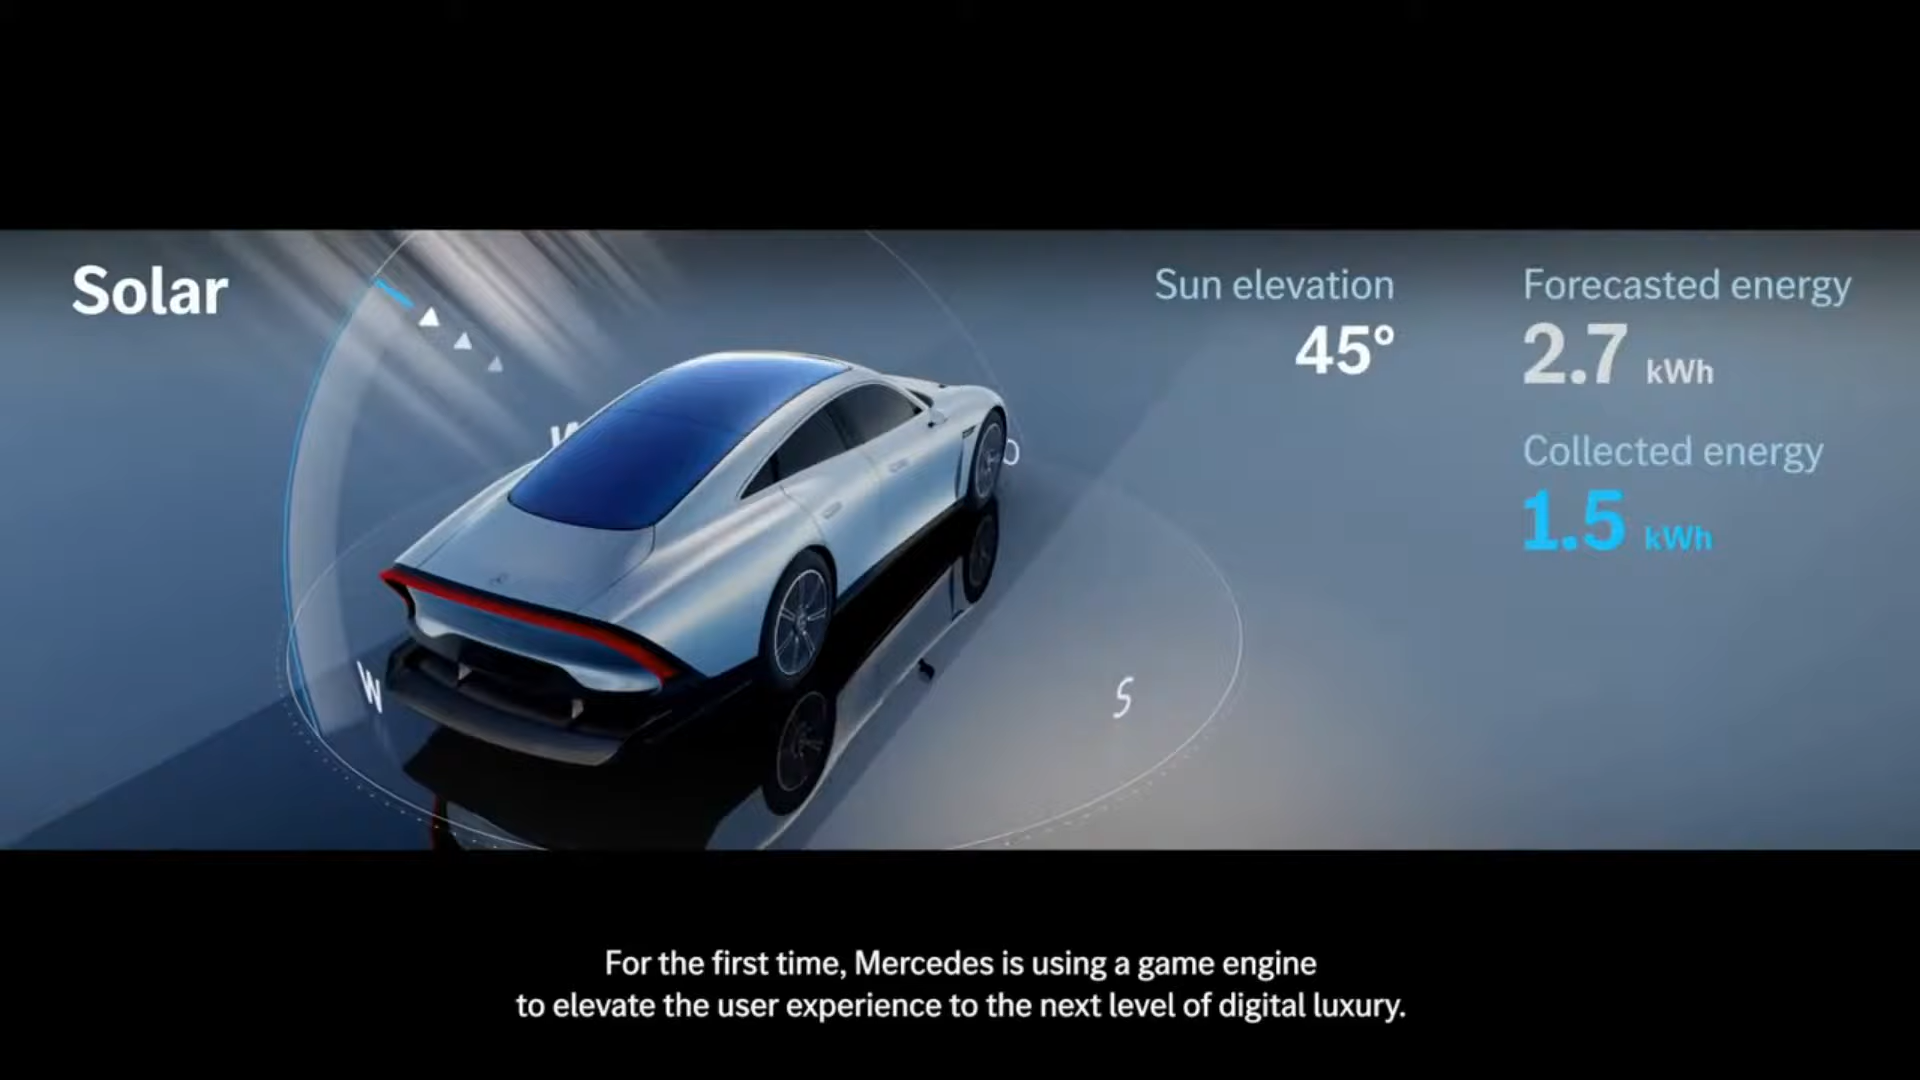 Solar
Sun elevation
45°
Forecasted energy
2.7 kWh
Collected energy
1.5 kWh
W
S
For the first time, Mercedes is using a game engine
to elevate the user experience to the next level of digital luxury.